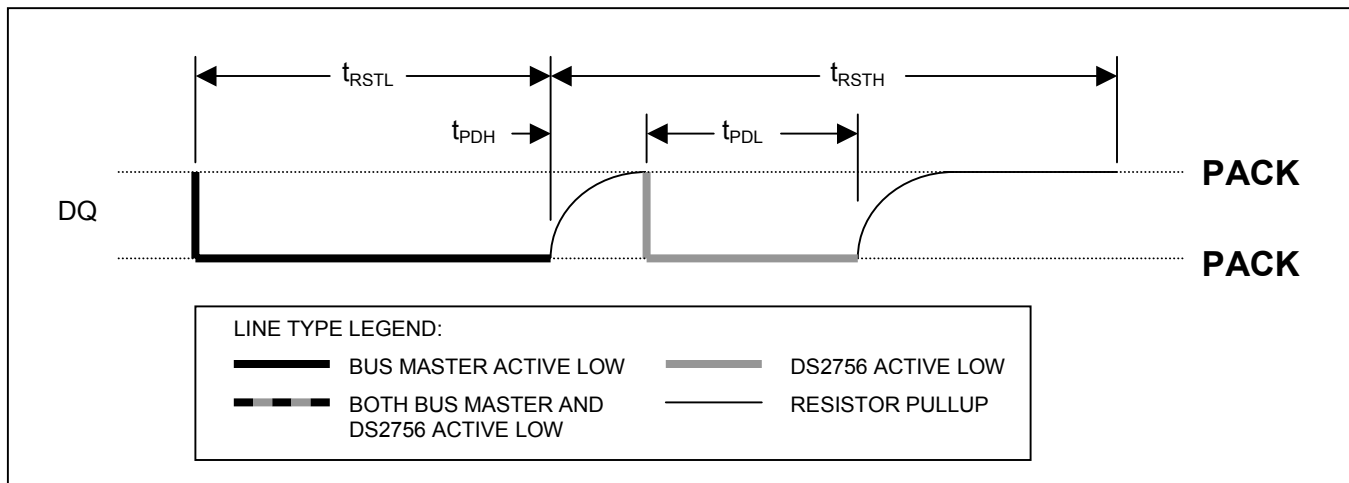 tRSTL
tRSTH
tPDH
tPDL
PACK
DQ
PACK
LINE TYPE LEGEND:
BUS MASTER ACTIVE LOW
DS2756 ACTIVE LOW
BOTH BUS MASTER AND
DS2756 ACTIVE LOW
RESISTOR PULLUP